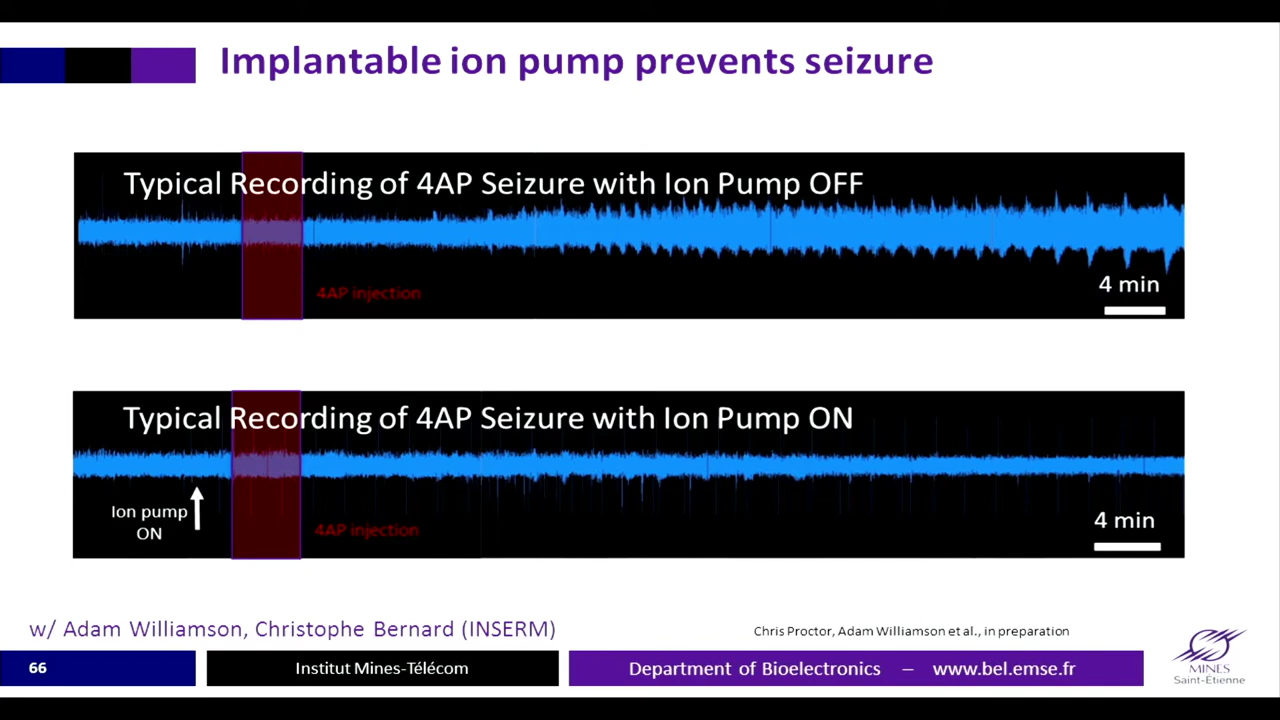 Implantable ion pump prevents seizure
Typical Recording of 4AP Seizure with Ion Pump OFF
4AP injection
4 min
Typical Recording of 4AP Seizure with Ion Pump ON
Ion pump
ON
4AP injection
4 min
w/ Adam Williamson, Christophe Bernard (INSERM)
Chris Proctor, Adam Williamson et al., in preparation
66
Institut Mines-Télécom
Department of Bioelectronics – www.bel.emse.fr
MINES
Saint-Étienne